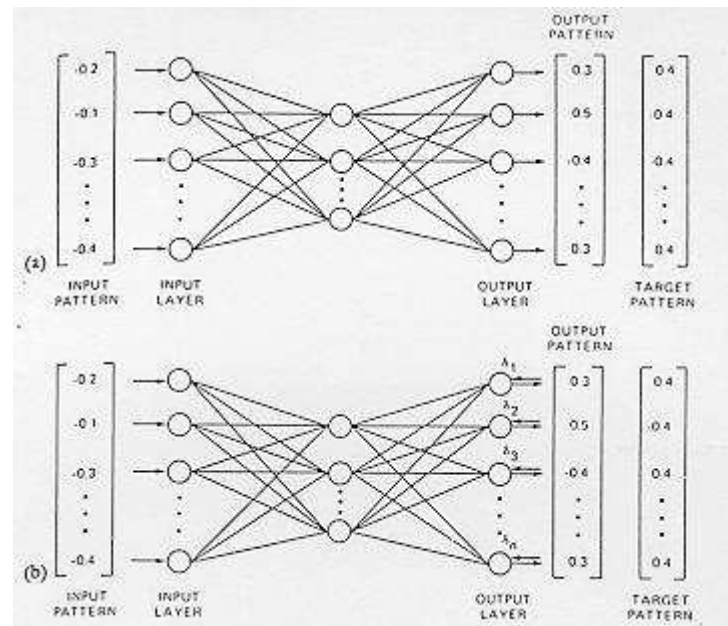 OUTPUT
PATTERN
-0.2 0.3 0.4
-0.1 0.5 0.4
-0.3 -0.4 -0.4
-0.4 0.3 0.4
(a)
INPUT PATTERN
INPUT LAYER
OUTPUT LAYER
TARGET PATTERN
OUTPUT
PATTERN
-0.2 λ1 0.3 0.4
-0.1 λ2 0.5 -0.4
-0.3 λ3 -0.4 0.4
-0.4 λn 0.3 0.4
(b)
INPUT PATTERN
INPUT LAYER
OUTPUT LAYER
TARGET PATTERN